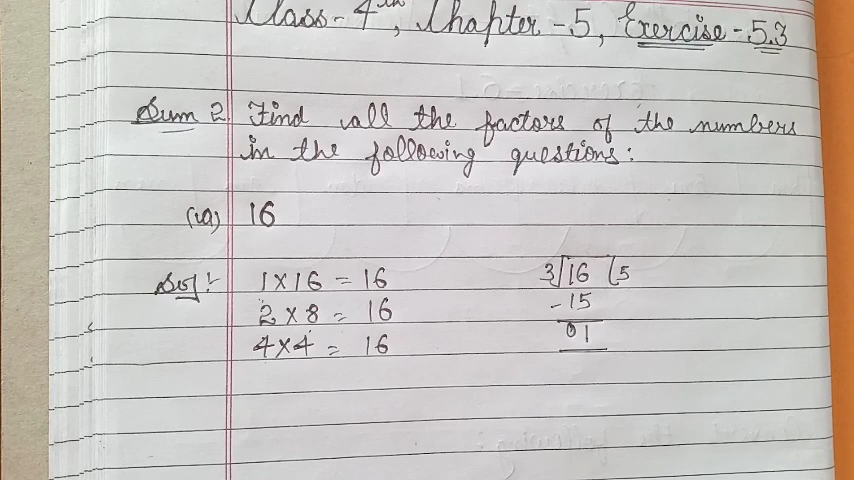 Class-4th, Chapter-5, Exercise-5.3
Sum 2 Find all the factors of the numbers
in the following questions:
(a) 16
Sol:- 1×16 = 16
2×8 = 16
4×4 = 16
3)16(5
-15
01